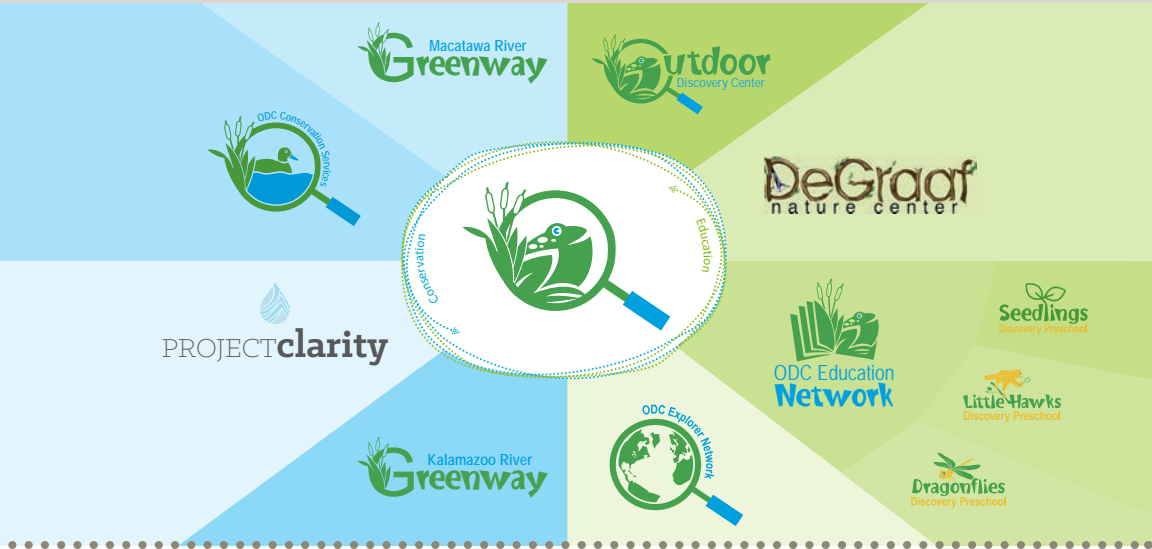 Macatawa River
Greenway
Outdoor
Discovery Center
ODC Conservation Services
DeGraaf
nature center
Conservation
Education
PROJECTclarity
Seedlings
Discovery Preschool
ODC Education
Network
Little Hawks
Discovery Preschool
ODC Explorer Network
Kalamazoo River
Greenway
Dragonflies
Discovery Preschool